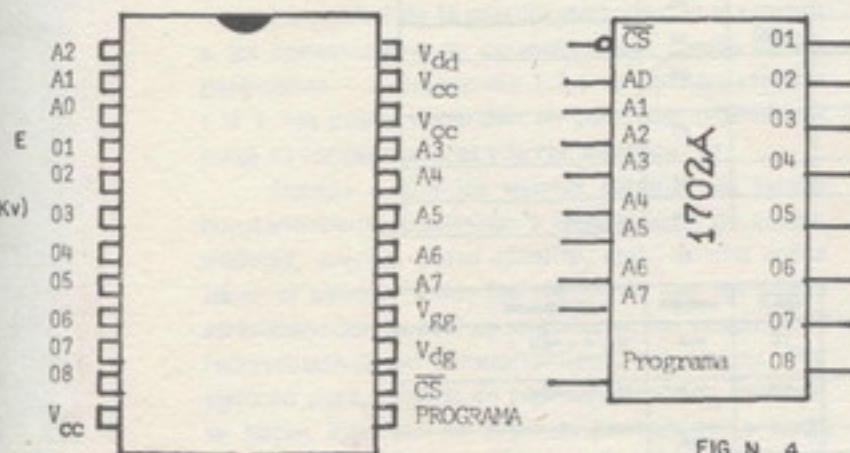 A2
A1
A0
E
01
02
Kv)
03
04
05
06
07
08
Vcc
Vdd
Vcc
Vcc
A3
A4
A5
A6
A7
Vgg
Vdg
CS
PROGRAMA
CS
AD
A1
A2
A3
A4
A5
A6
A7
Programa
1702A
01
02
03
04
05
06
07
08
FIG N. 4